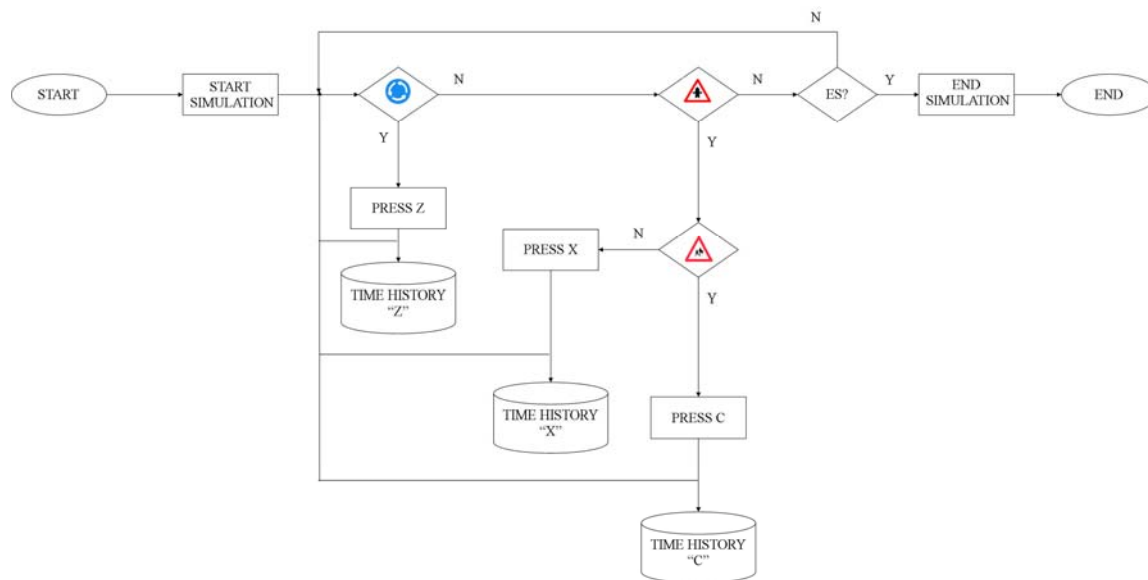 N
START
START
SIMULATION
N
N
ES?
Y
END
SIMULATION
END
Y
Y
PRESS Z
PRESS X
N
TIME HISTORY
“Z”
Y
TIME HISTORY
“X”
PRESS C
TIME HISTORY
“C”